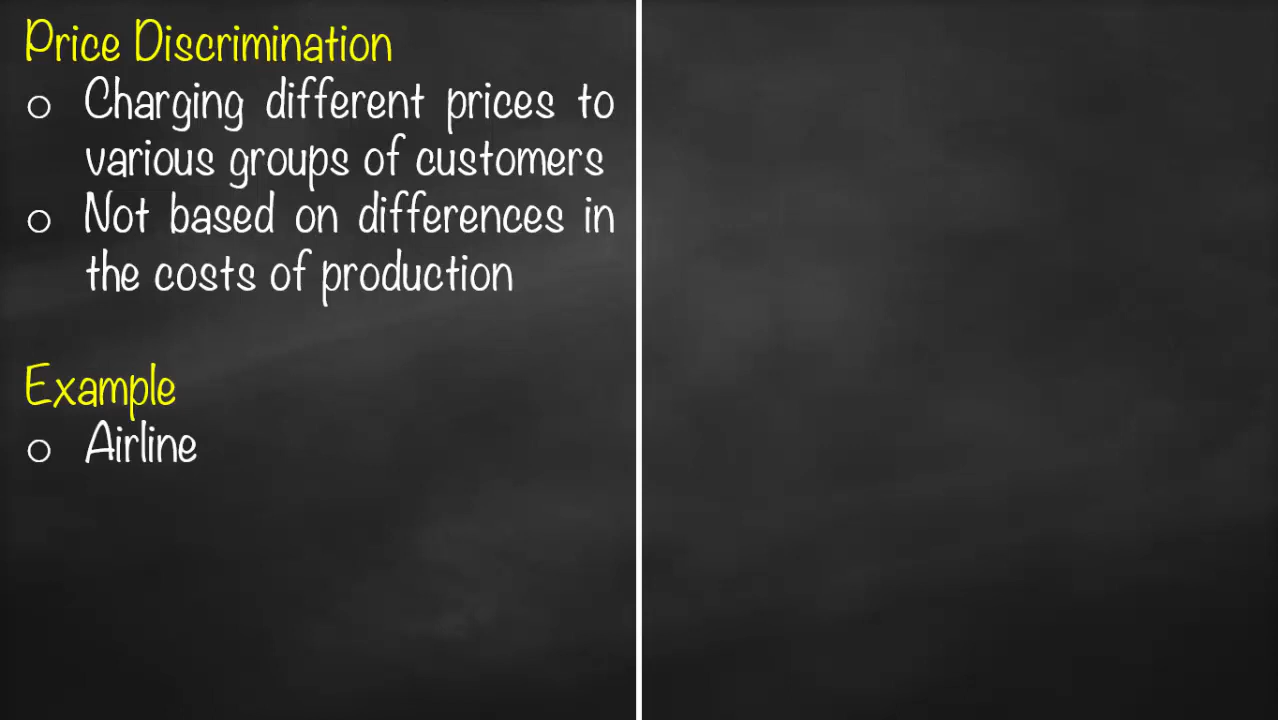 Price Discrimination
o Charging different prices to
various groups of customers
o Not based on differences in
the costs of production
Example
o Airline